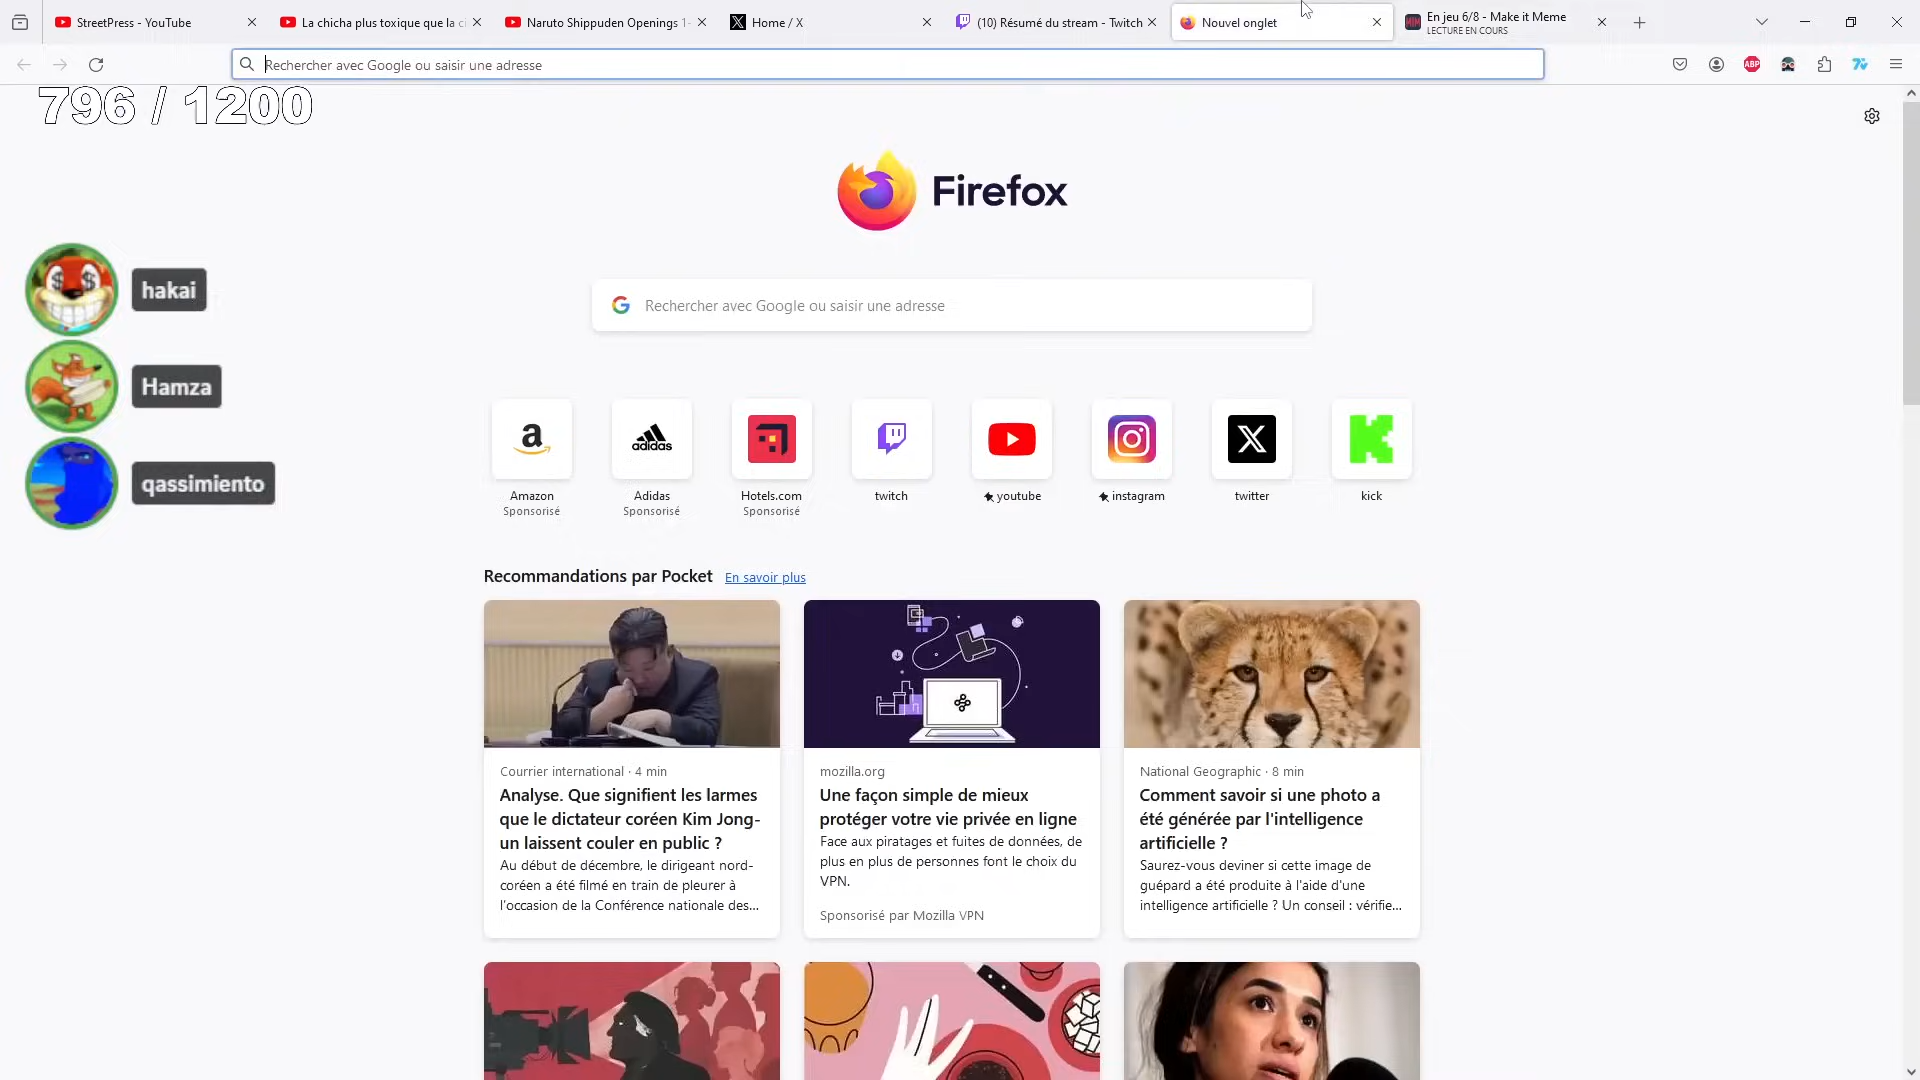 StreetPress - YouTube
La chicha plus toxique que la ci
Naruto Shippuden Openings 1-
Home / X
(10) Résumé du stream - Twitch
Nouvel onglet
En jeu 6/8 - Make it Meme
LECTURE EN COURS
Rechercher avec Google ou saisir une adresse
ABP
796 / 1200
Firefox
hakai
Rechercher avec Google ou saisir une adresse
Hamza
qassimiento
adidas
Amazon
Sponsorisé
Adidas
Sponsorisé
Hotels.com
Sponsorisé
twitch
youtube
instagram
twitter
kick
Recommandations par Pocket En savoir plus
Courrier international · 4 min
Analyse. Que signifient les larmes
que le dictateur coréen Kim Jong-
un laissent couler en public ?
Au début de décembre, le dirigeant nord-
coréen a été filmé en train de pleurer à
l'occasion de la Conférence nationale des...
mozilla.org
Une façon simple de mieux
protéger votre vie privée en ligne
Face aux piratages et fuites de données, de
plus en plus de personnes font le choix du
VPN.
Sponsorisé par Mozilla VPN
National Geographic · 8 min
Comment savoir si une photo a
été générée par l'intelligence
artificielle ?
Saurez-vous deviner si cette image de
guépard a été produite à l'aide d'une
intelligence artificielle ? Un conseil : vérifie...